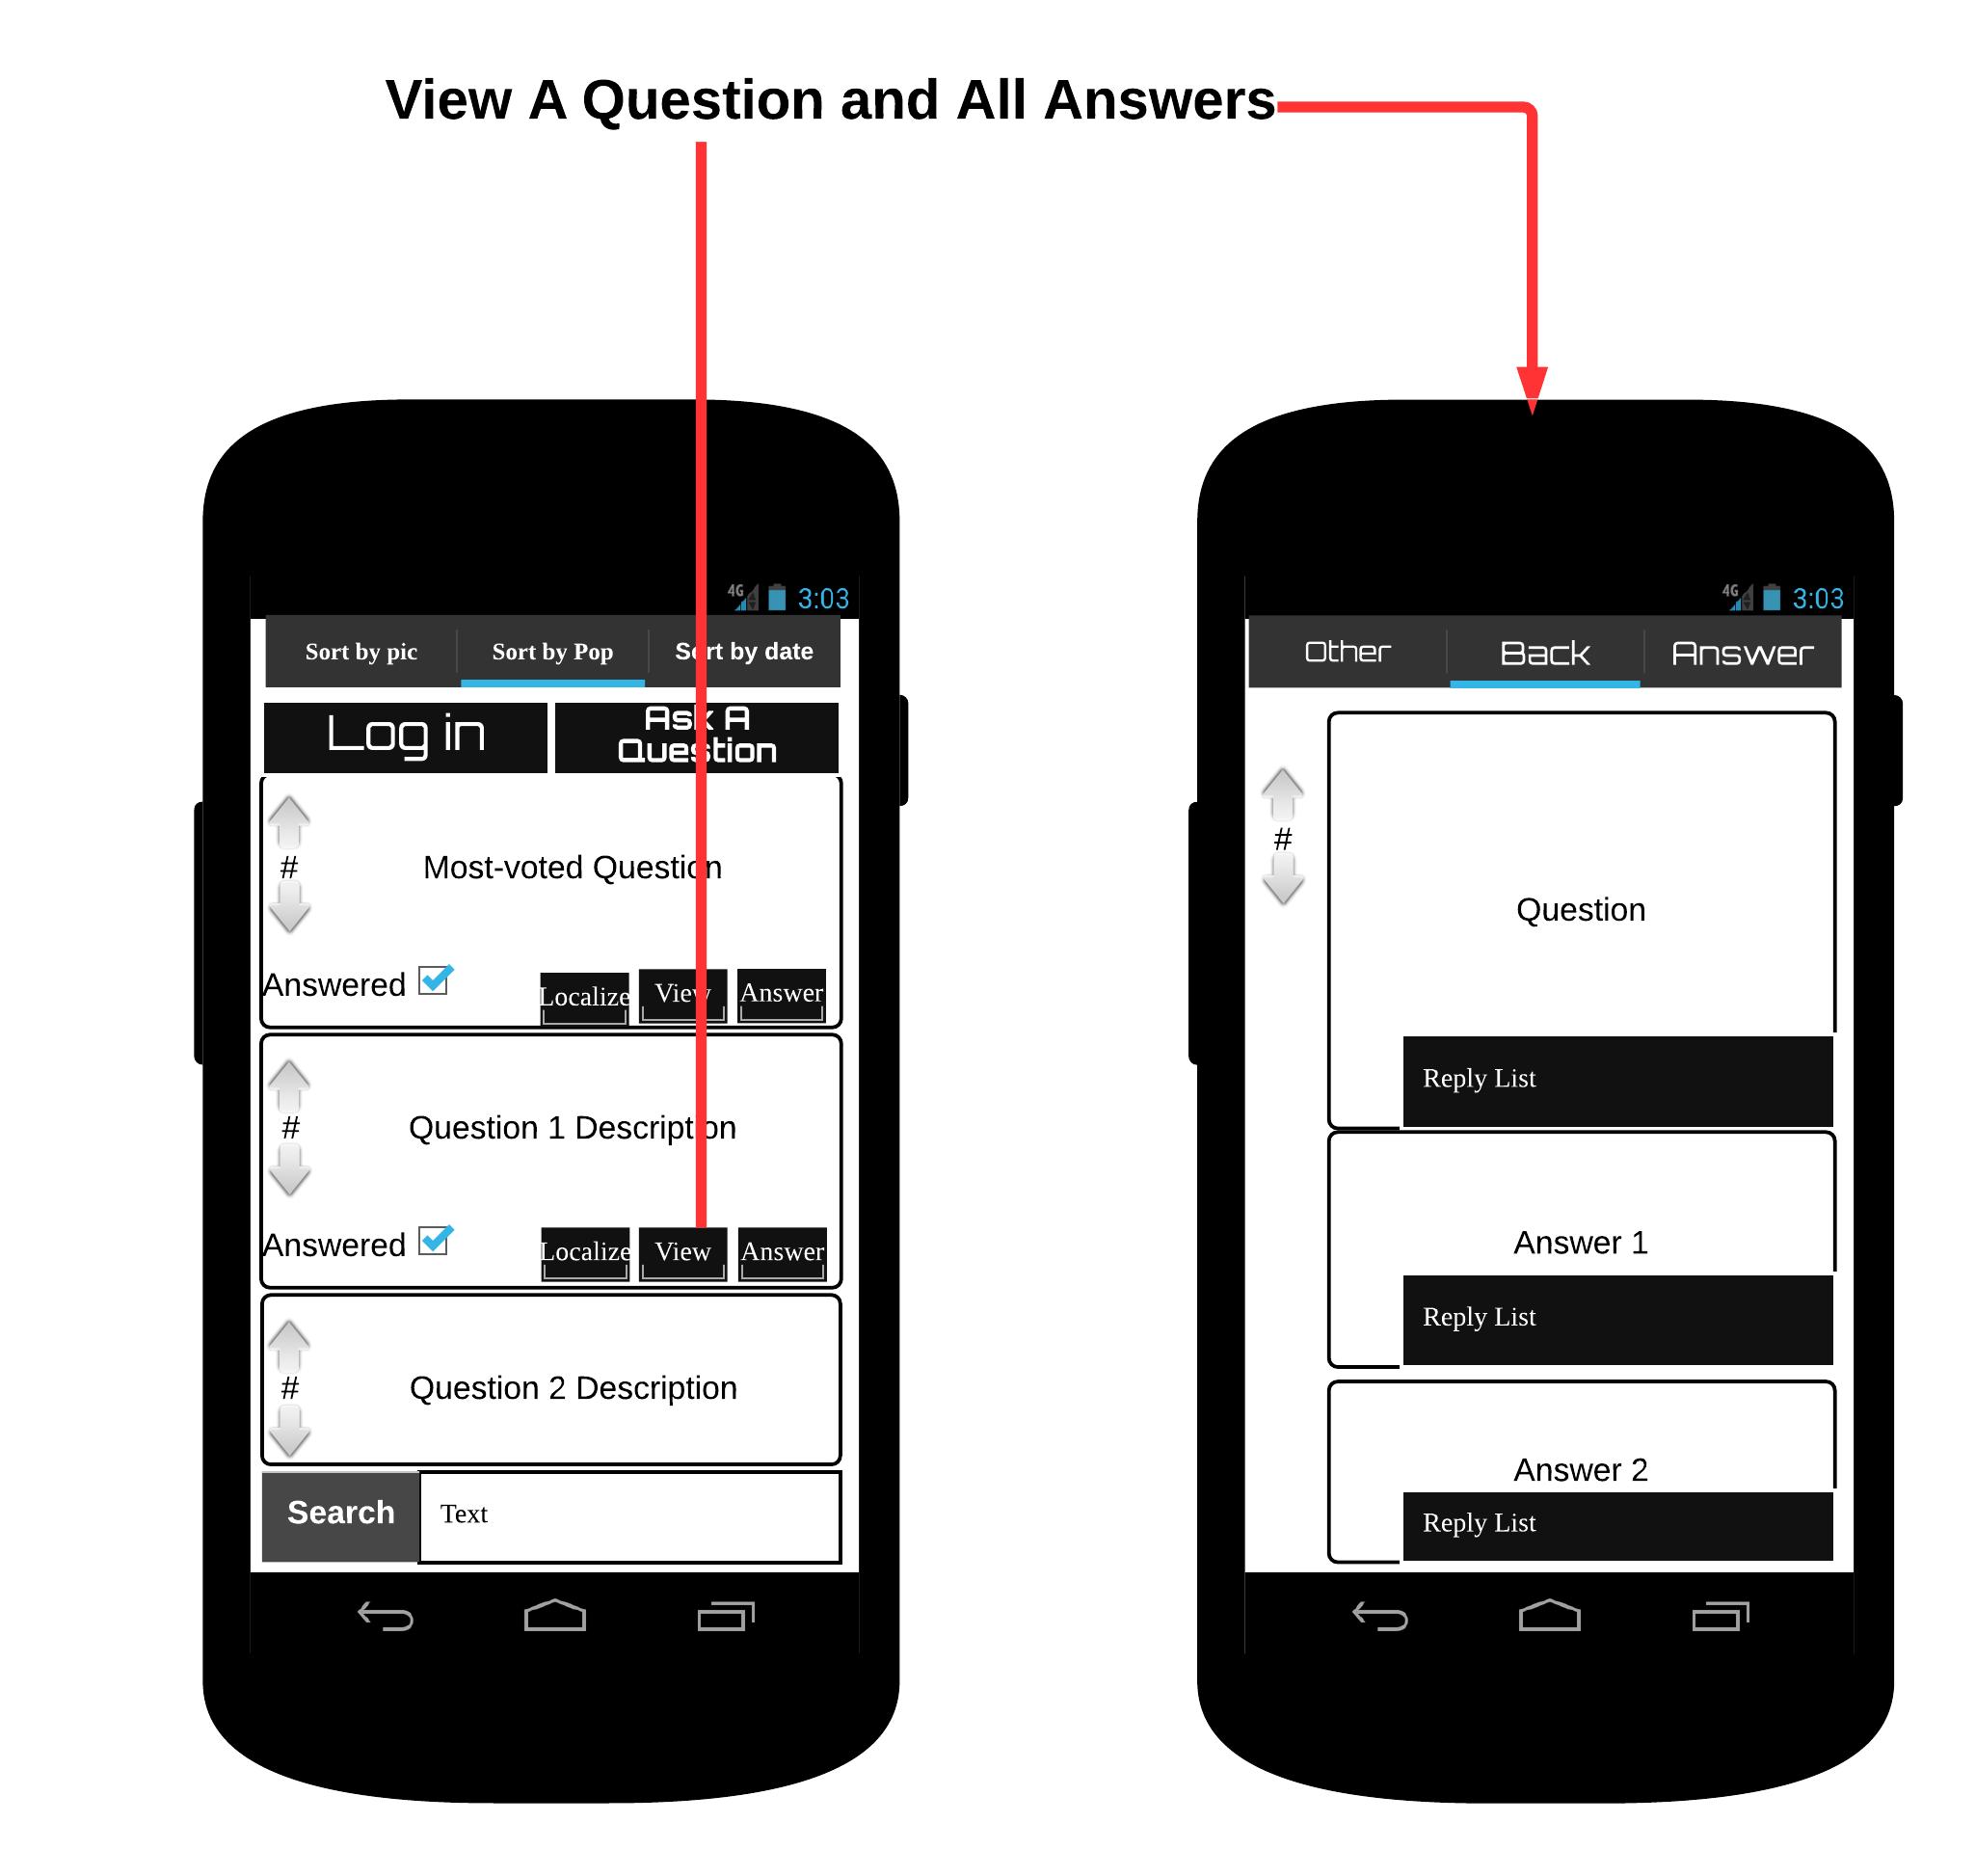 View A Question and All Answers
4G 3:03
Sort by pic Sort by Pop Sort by date
Log in
Ask A
Question
#
Most-voted Question
Answered
Localize View Answer
#
Question 1 Description
Answered
Localize View Answer
#
Question 2 Description
Search Text
4G 3:03
Other Back Answer
#
Question
Reply List
Answer 1
Reply List
Answer 2
Reply List